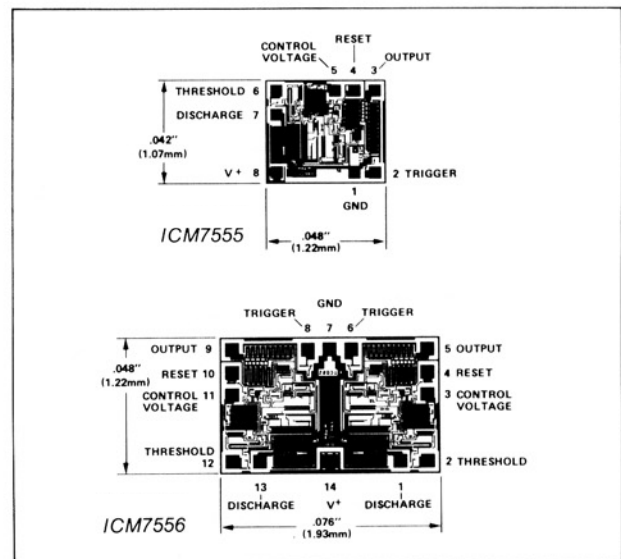 RESET
CONTROL
VOLTAGE 5 4 3 OUTPUT
THRESHOLD 6
DISCHARGE 7
.042"
(1.07mm)
V+ 8
2 TRIGGER
1
GND
ICM7555
.048"
(1.22mm)
GND
TRIGGER TRIGGER
8 7 6
OUTPUT 9
5 OUTPUT
RESET 10
4 RESET
.048"
(1.22mm)
CONTROL 11
VOLTAGE
3 CONTROL
VOLTAGE
THRESHOLD
12
2 THRESHOLD
13 14 1
DISCHARGE V+ DISCHARGE
ICM7556
.076"
(1.93mm)